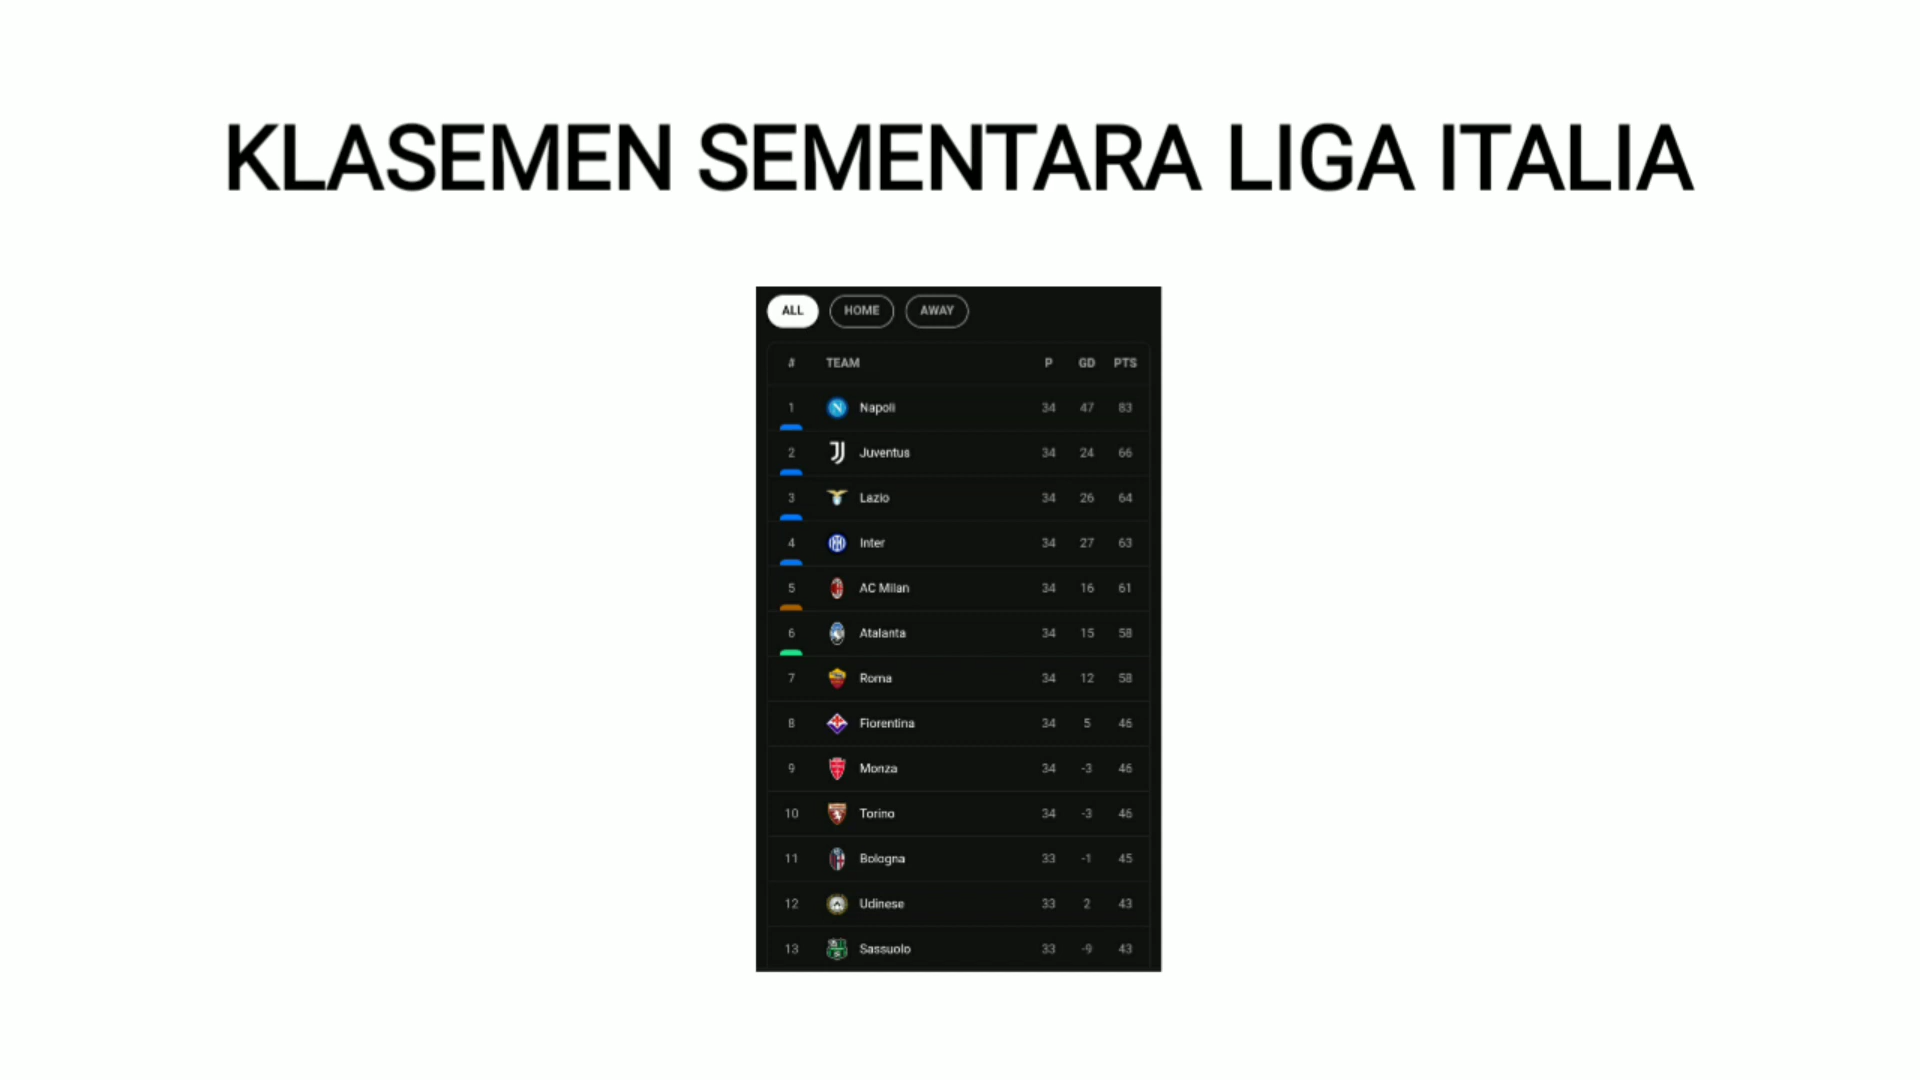 KLASEMEN SEMENTARA LIGA ITALIA
ALL HOME AWAY
# TEAM P GD PTS
1 Napoli 34 47 83
2 Juventus 34 24 66
3 Lazio 34 26 64
4 Inter 34 27 63
5 AC Milan 34 16 61
6 Atalanta 34 15 58
7 Roma 34 12 58
8 Fiorentina 34 5 46
9 Monza 34 -3 46
10 Torino 34 -3 46
11 Bologna 33 -1 45
12 Udinese 33 2 43
13 Sassuolo 33 -9 43